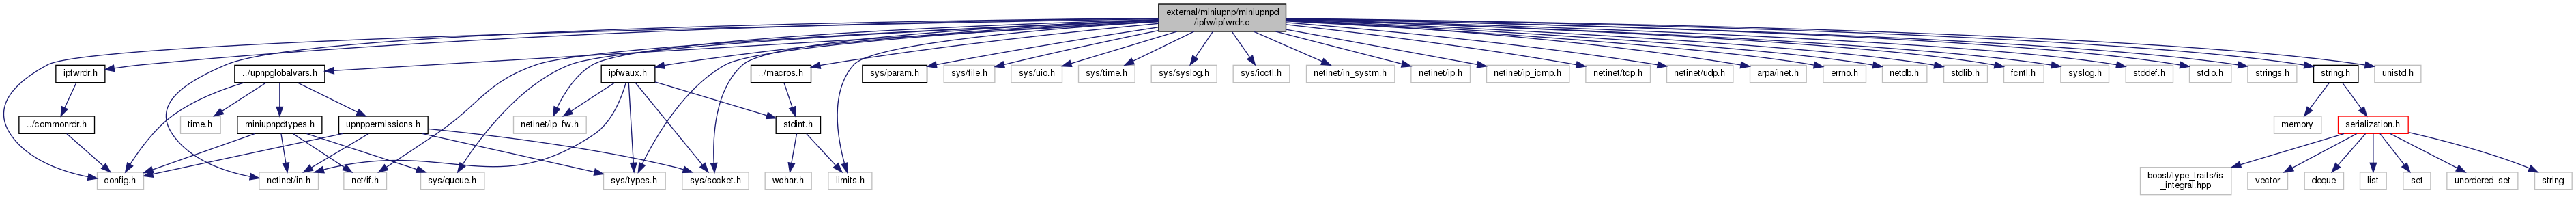 external/miniupnp/miniupnpd
/ipfw/ipfwrdr.c
ipfwrdr.h
../upnpglobalvars.h
ipfwaux.h
../macros.h
sys/param.h
sys/file.h
sys/uio.h
sys/time.h
sys/syslog.h
sys/ioctl.h
netinet/in_systm.h
netinet/ip.h
netinet/ip_icmp.h
netinet/tcp.h
netinet/udp.h
arpa/inet.h
errno.h
netdb.h
stdlib.h
fcntl.h
syslog.h
stddef.h
stdio.h
strings.h
string.h
unistd.h
../commonrdr.h
time.h
miniupnpdtypes.h
upnppermissions.h
netinet/ip_fw.h
stdint.h
memory
serialization.h
config.h
netinet/in.h
net/if.h
sys/queue.h
sys/types.h
sys/socket.h
wchar.h
limits.h
boost/type_traits/is
_integral.hpp
vector
deque
list
set
unordered_set
string